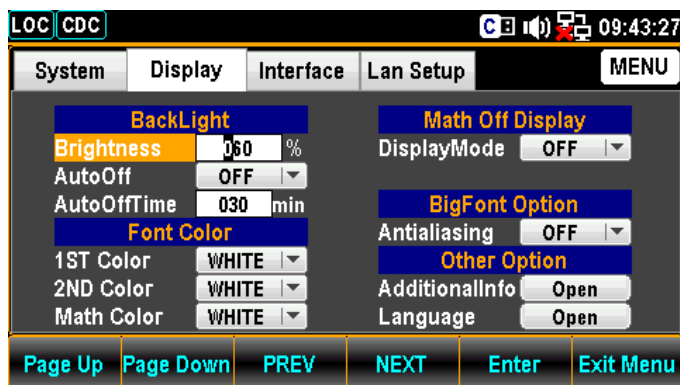 LOC CDC C 09:43:27
System Display Interface Lan Setup MENU
BackLight
Brightness 060 %
AutoOff OFF
AutoOffTime 030 min
Font Color
1ST Color WHITE
2ND Color WHITE
Math Color WHITE
Math Off Display
DisplayMode OFF
BigFont Option
Antialiasing OFF
Other Option
AdditionalInfo Open
Language Open
Page Up Page Down PREV NEXT Enter Exit Menu